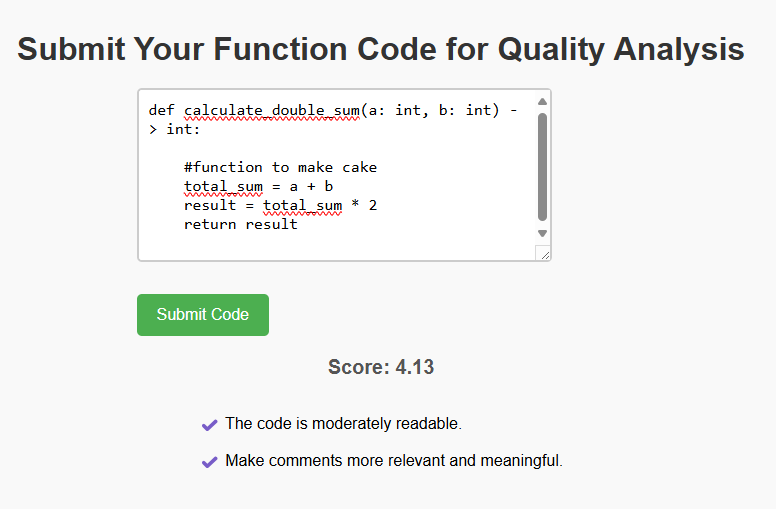 Submit Your Function Code for Quality Analysis
def calculate_double_sum(a: int, b: int) -
> int:
#function to make cake
total_sum = a + b
result = total_sum * 2
return result
Submit Code
Score: 4.13
The code is moderately readable.
Make comments more relevant and meaningful.